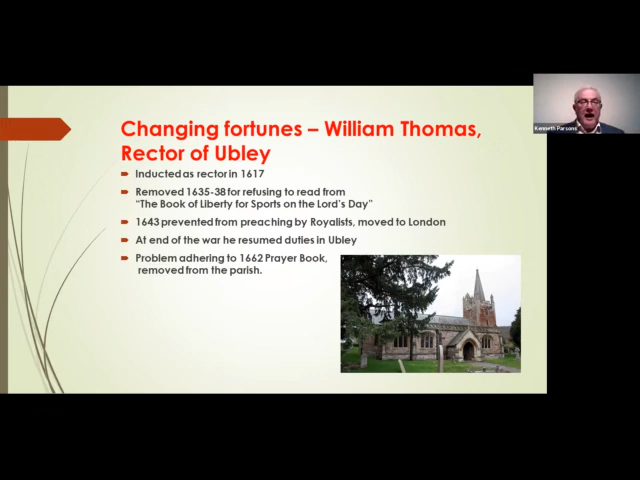 Changing fortunes – William Thomas,
Rector of Ubley
Inducted as rector in 1617
Removed 1635-38 for refusing to read from
“The Book of Liberty for Sports on the Lord’s Day”
1643 prevented from preaching by Royalists, moved to London
At end of the war he resumed duties in Ubley
Problem adhering to 1662 Prayer Book,
removed from the parish.
Kenneth Parsons